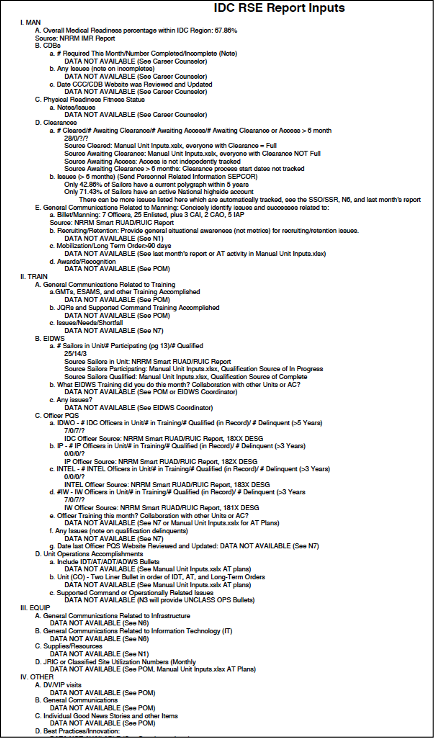 IDC RSE Report Inputs
I. MAN
A. Overall Medical Readiness percentage within IDC Region: 57.86%
Source: NRRM IMR Report
B. CDBs
a. # Required This Month/Number Completed/Incomplete (Note)
DATA NOT AVAILABLE (See Career Counselor)
b. Any Issues (note on incompletes)
DATA NOT AVAILABLE (See Career Counselor)
c. Date CCC/CDB Website was Reviewed and Updated
DATA NOT AVAILABLE (See Career Counselor)
C. Physical Readiness Fitness Status
a. Notes/Issues
DATA NOT AVAILABLE (See Career Counselor)
D. Clearances
a. # Cleared/# Awaiting Clearance/# Awaiting Access/# Awaiting Clearance or Access > 6 month
28/0/?/?
Source Cleared: Manual Unit Inputs.xslx, everyone with Clearance = Full
Source Awaiting Clearance: Manual Unit Inputs.xslx, everyone with Clearance NOT Full
Source Awaiting Access: Access is not indepedently tracked
Source Awaiting Clearance > 6 months: Clearance process start dates not tracked
b. Issues (> 6 months) (Send Personnel Related Information SEPCOR)
Only 42.86% of Sailors have a current polygraph within 5 years
Only 71.43% of Sailors have an active National highside account
There can be more issues listed here which are automatically tracked, see the SSO/SSR, N6, and last month's report
E. General Communications Related to Manning: Concisely identify issues and successes related to:
a. Billet/Manning: 7 Officers, 25 Enlisted, plus 3 CAI, 2 CAO, 5 IAP
Source: NRRM Smart RUAD/RUIC Report
b. Recruiting/Retention: Provide general situational awareness (not metrics) for recruiting/retention issues.
DATA NOT AVAILABLE (See N1)
c. Mobilization/Long Term Orders>90 days
DATA NOT AVAILABLE (See last month's report or AT activity in Manual Unit Inputs.xlsx)
d. Awards/Recognition
DATA NOT AVAILABLE (See POM)
II. TRAIN
A. General Communications Related to Training
a.GMTs, ESAMS, and other Training Accomplished
DATA NOT AVAILABLE (See POM)
b. JQRs and Supported Command Training Accomplished
DATA NOT AVAILABLE (See POM)
c. Issues/Needs/Shortfall
DATA NOT AVAILABLE (See N7)
B. EIDWS
a. # Sailors in Unit/# Participating (pg 13)/# Qualified
25/14/3
Source Sailors in Unit: NRRM Smart RUAD/RUIC Report
Source Sailors Participating: Manual Unit Inputs.xlsx, Qualification Source of In Progress
Source Sailors Qualified: Manual Unit Inputs.xlsx, Qualification Source of Complete
b. What EIDWS Training did you do this month? Collaboration with other Units or AC?
DATA NOT AVAILABLE (See POM or EIDWS Coordinator)
c. Any issues?
DATA NOT AVAILABLE (See EIDWS Coordinator)
C. Officer PQS
a. IDWO - # IDC Officers in Unit/# in Training/# Qualified (in Record)/ # Delinquent (>5 Years)
7/0/7/?
IDC Officer Source: NRRM Smart RUAD/RUIC Report, 18XX DESG
b. IP - # IP Officers in Unit/# in Training/# Qualified (in Record)/ # Delinquent (>3 Years)
0/0/0/?
IP Officer Source: NRRM Smart RUAD/RUIC Report, 182X DESG
c. INTEL - # INTEL Officers in Unit/# in Training/# Qualified (in Record)/ # Delinquent (>3 Years)
0/0/0/?
INTEL Officer Source: NRRM Smart RUAD/RUIC Report, 183X DESG
d. #IW - IW Officers in Unit/# in Training/# Qualified (in Record)/ # Delinquent (>3 Years
7/0/7/?
IW Officer Source: NRRM Smart RUAD/RUIC Report, 181X DESG
e. Officer Training this month? Collaboration with other Units or AC?
DATA NOT AVAILABLE (See N7 or Manual Unit Inputs.xslx for AT Plans)
f. Any Issues (note on qualification delinquents)
DATA NOT AVAILABLE (See N7)
g. Date last Officer PQS Website Reviewed and Updated: DATA NOT AVAILABLE (See N7)
D. Unit Operations Accomplishments
a. Include IDT/AT/ADT/ADWS Bullets
DATA NOT AVAILABLE (See Manual Unit Inputs.xslx AT plans)
b. Unit (CO) - Two Liner Bullet in order of IDT, AT, and Long-Term Orders
DATA NOT AVAILABLE (See Manual Unit Inputs.xslx AT plans)
c. Supported Command or Operationally Related Issues
DATA NOT AVAILABLE (N3 will provide UNCLASS OPS Bullets)
III. EQUIP
A. General Communications Related to Infrastructure
DATA NOT AVAILABLE (See N6)
B. General Communications Related to Information Technology (IT)
DATA NOT AVAILABLE (See N6)
C. Supplies/Resources
DATA NOT AVAILABLE (See N1)
D. JRIC or Classified Site Utilization Numbers (Monthly
DATA NOT AVAILABLE (See POM, Manual Unit Inputs.xlsx AT Plans)
IV. OTHER
A. DV/VIP visits
DATA NOT AVAILABLE (See POM)
B. General Communications
DATA NOT AVAILABLE (See POM)
C. Individual Good News Stories and other Items
DATA NOT AVAILABLE (See POM)
D. Best Practices/Innovation: